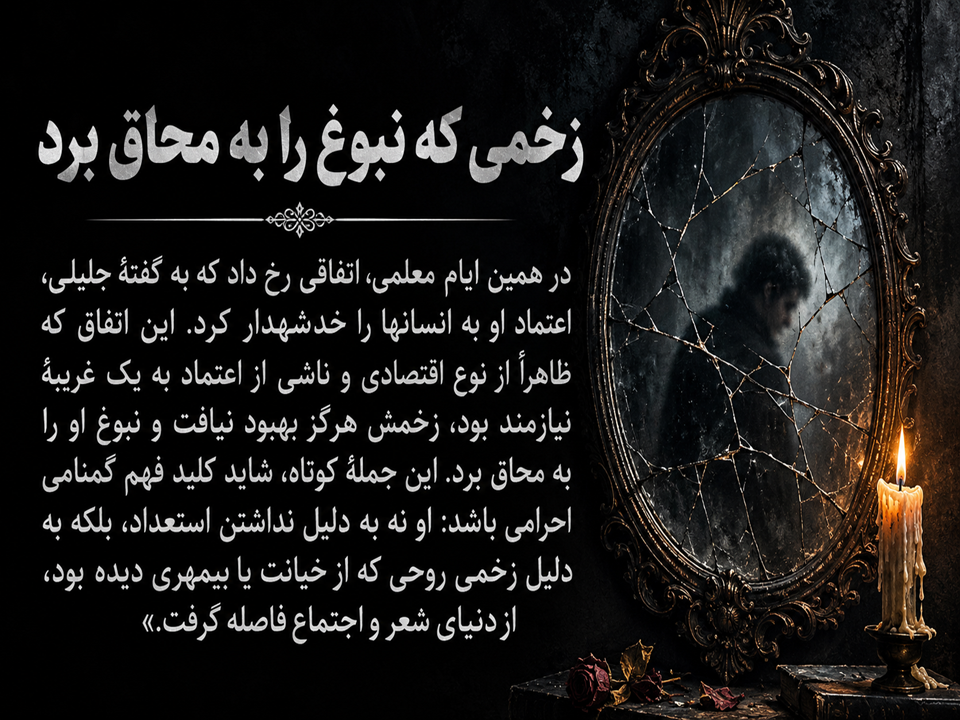 زخمی که نبوغ را به محاق برد
در همین ایام معلمی، اتفاقی رخ داد که به گفتهٔ جلیلی،
اعتماد او به انسانها را خدشهدار کرد. این اتفاق که
ظاهراً از نوع اقتصادی و ناشی از اعتماد به یک غریبهٔ
نیازمند بود، زخمش هرگز بهبود نیافت و نبوغ او را
به محاق برد. این جملهٔ کوتاه، شاید کلید فهم گمنامی
احرامی باشد: او نه به دلیل نداشتن استعداد، بلکه به
دلیل زخمی روحی که از خیانت یا بیمهری دیده بود،
از دنیای شعر و اجتماع فاصله گرفت.»